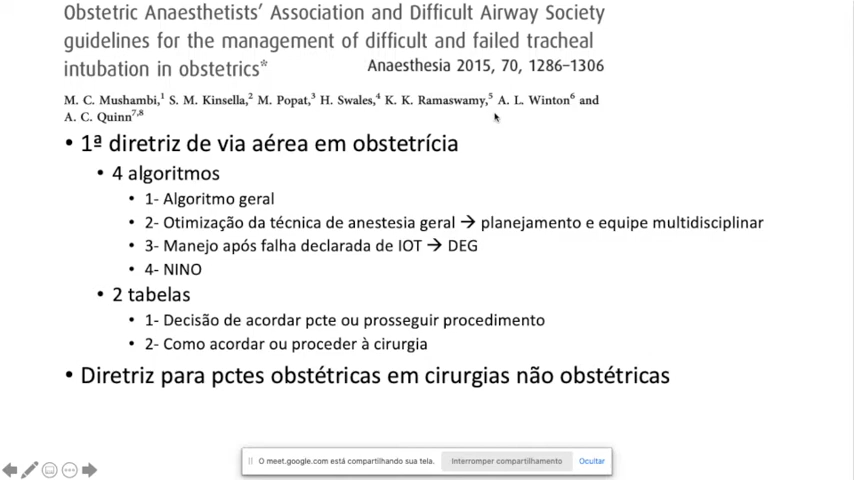 Obstetric Anaesthetists’ Association and Difficult Airway Society
guidelines for the management of difficult and failed tracheal
intubation in obstetrics* Anaesthesia 2015, 70, 1286–1306
M. C. Mushambi,¹ S. M. Kinsella,² M. Popat,³ H. Swales,⁴ K. K. Ramaswamy,⁵ A. L. Winton⁶ and
A. C. Quinn⁷,⁸
• 1ª diretriz de via aérea em obstetrícia
• 4 algoritmos
• 1- Algoritmo geral
• 2- Otimização da técnica de anestesia geral → planejamento e equipe multidisciplinar
• 3- Manejo após falha declarada de IOT → DEG
• 4- NINO
• 2 tabelas
• 1- Decisão de acordar pcte ou prosseguir procedimento
• 2- Como acordar ou proceder à cirurgia
• Diretriz para pctes obstétricas em cirurgias não obstétricas
O meet.google.com está compartilhando sua tela. Interromper compartilhamento Ocultar